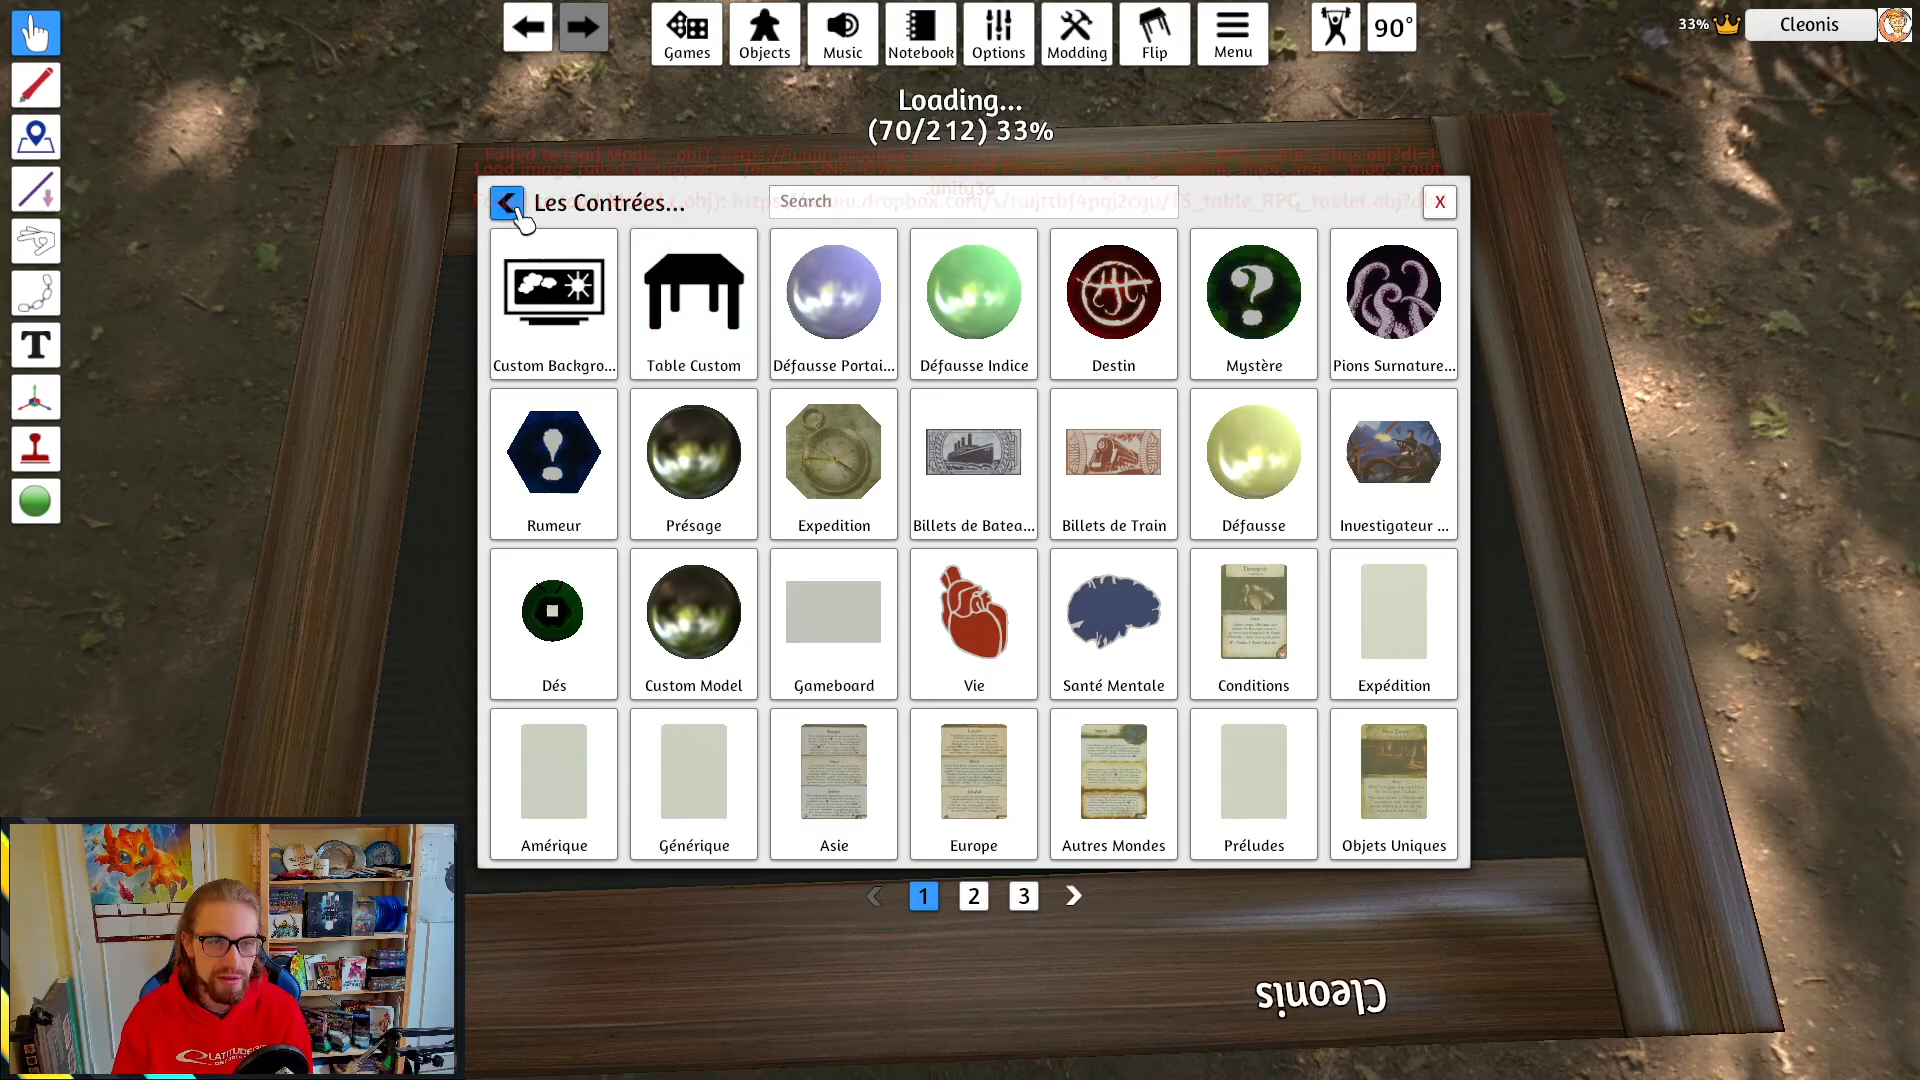 Games
Objects
Music
Notebook
Options
Modding
Flip
Menu
90°
33%
Cleonis
Loading...
(70/212) 33%
Les Contrées...
Search
X
Custom Backgro...
Table Custom
Défausse Portai...
Défausse Indice
Destin
Mystère
Pions Surnature...
Rumeur
Présage
Expedition
Billets de Batea...
Billets de Train
Défausse
Investigateur ...
Dés
Custom Model
Gameboard
Vie
Santé Mentale
Conditions
Expédition
Amérique
Générique
Asie
Europe
Autres Mondes
Préludes
Objets Uniques
1
2
3
Cleonis